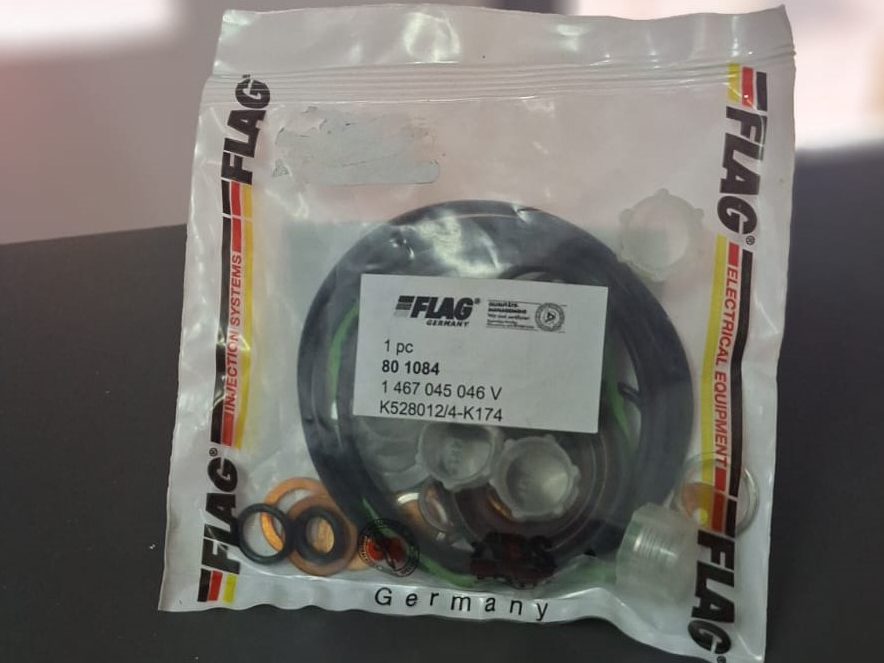 FLAG®
INJECTION SYSTEMS
FLAG®
FLAG®
ELECTRICAL EQUIPMENT
FLAG®
FLAG®
GERMANY
MANAGEMENT
1 pc
80 1084
1 467 045 046 V
K528012/4-K174
Germany